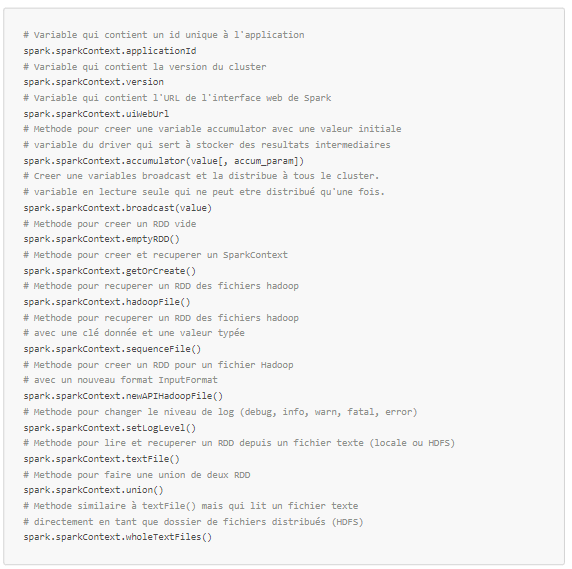 # Variable qui contient un id unique à l'application
spark.sparkContext.applicationId
# Variable qui contient la version du cluster
spark.sparkContext.version
# Variable qui contient l'URL de l'interface web de Spark
spark.sparkContext.uiWebUrl
# Methode pour creer une variable accumulator avec une valeur initiale
# variable du driver qui sert à stocker des resultats intermediaires
spark.sparkContext.accumulator(value[, accum_param])
# Creer une variables broadcast et la distribue à tous le cluster.
# variable en lecture seule qui ne peut etre distribué qu'une fois.
spark.sparkContext.broadcast(value)
# Methode pour creer un RDD vide
spark.sparkContext.emptyRDD()
# Methode pour creer et recuperer un SparkContext
spark.sparkContext.getOrCreate()
# Methode pour recuperer un RDD des fichiers hadoop
spark.sparkContext.hadoopFile()
# Methode pour recuperer un RDD des fichiers hadoop
# avec une clé donnée et une valeur typée
spark.sparkContext.sequenceFile()
# Methode pour creer un RDD pour un fichier Hadoop
# avec un nouveau format InputFormat
spark.sparkContext.newAPIHadoopFile()
# Methode pour changer le niveau de log (debug, info, warn, fatal, error)
spark.sparkContext.setLogLevel()
# Methode pour lire et recuperer un RDD depuis un fichier texte (locale ou HDFS)
spark.sparkContext.textFile()
# Methode pour faire une union de deux RDD
spark.sparkContext.union()
# Methode similaire à textFile() mais qui lit un fichier texte
# directement en tant que dossier de fichiers distribués (HDFS)
spark.sparkContext.wholeTextFiles()